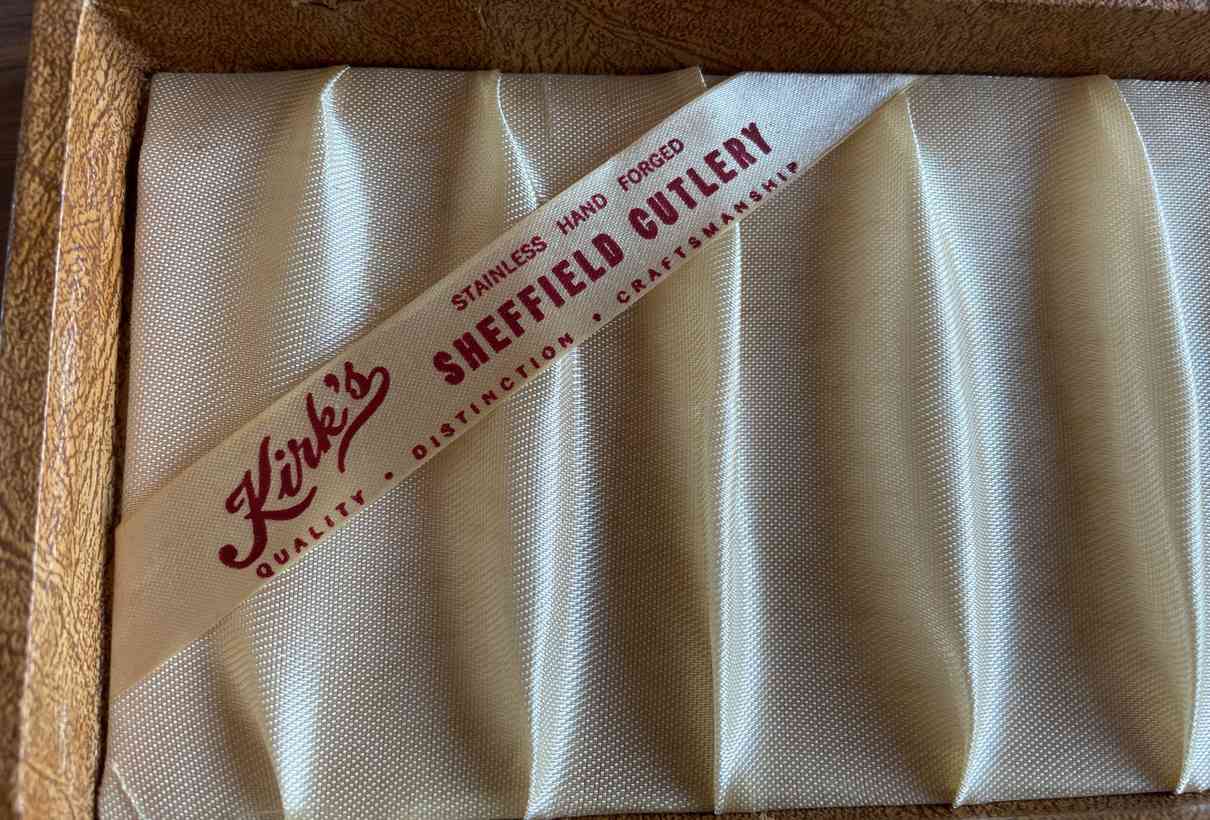 STAINLESS HAND FORGED
Kirk's SHEFFIELD CUTLERY
QUALITY • DISTINCTION • CRAFTSMANSHIP